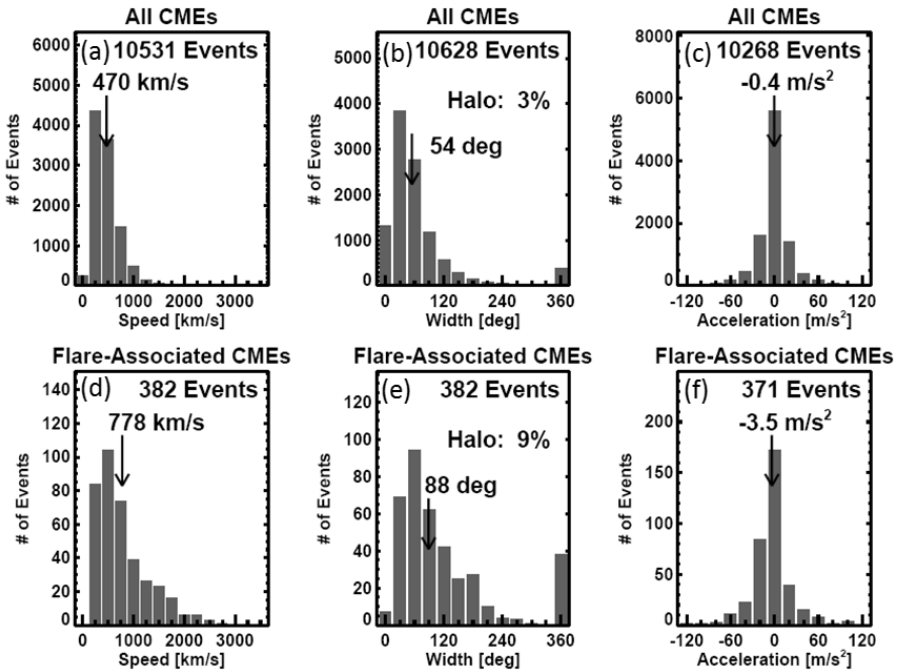 All CMEs
(a) 10531 Events
470 km/s
# of Events
6000
5000
4000
3000
2000
1000
0
0 1000 2000 3000
Speed [km/s]
All CMEs
(b) 10628 Events
Halo: 3%
54 deg
# of Events
5000
4000
3000
2000
1000
0
0 120 240 360
Width [deg]
All CMEs
(c) 10268 Events
-0.4 m/s²
# of Events
8000
6000
4000
2000
0
-120 -60 0 60 120
Acceleration [m/s²]
Flare-Associated CMEs
(d) 382 Events
778 km/s
# of Events
140
120
100
80
60
40
20
0
0 1000 2000 3000
Speed [km/s]
Flare-Associated CMEs
(e) 382 Events
Halo: 9%
88 deg
# of Events
120
100
80
60
40
20
0
0 120 240 360
Width [deg]
Flare-Associated CMEs
(f) 371 Events
-3.5 m/s²
# of Events
200
150
100
50
0
-120 -60 0 60 120
Acceleration [m/s²]